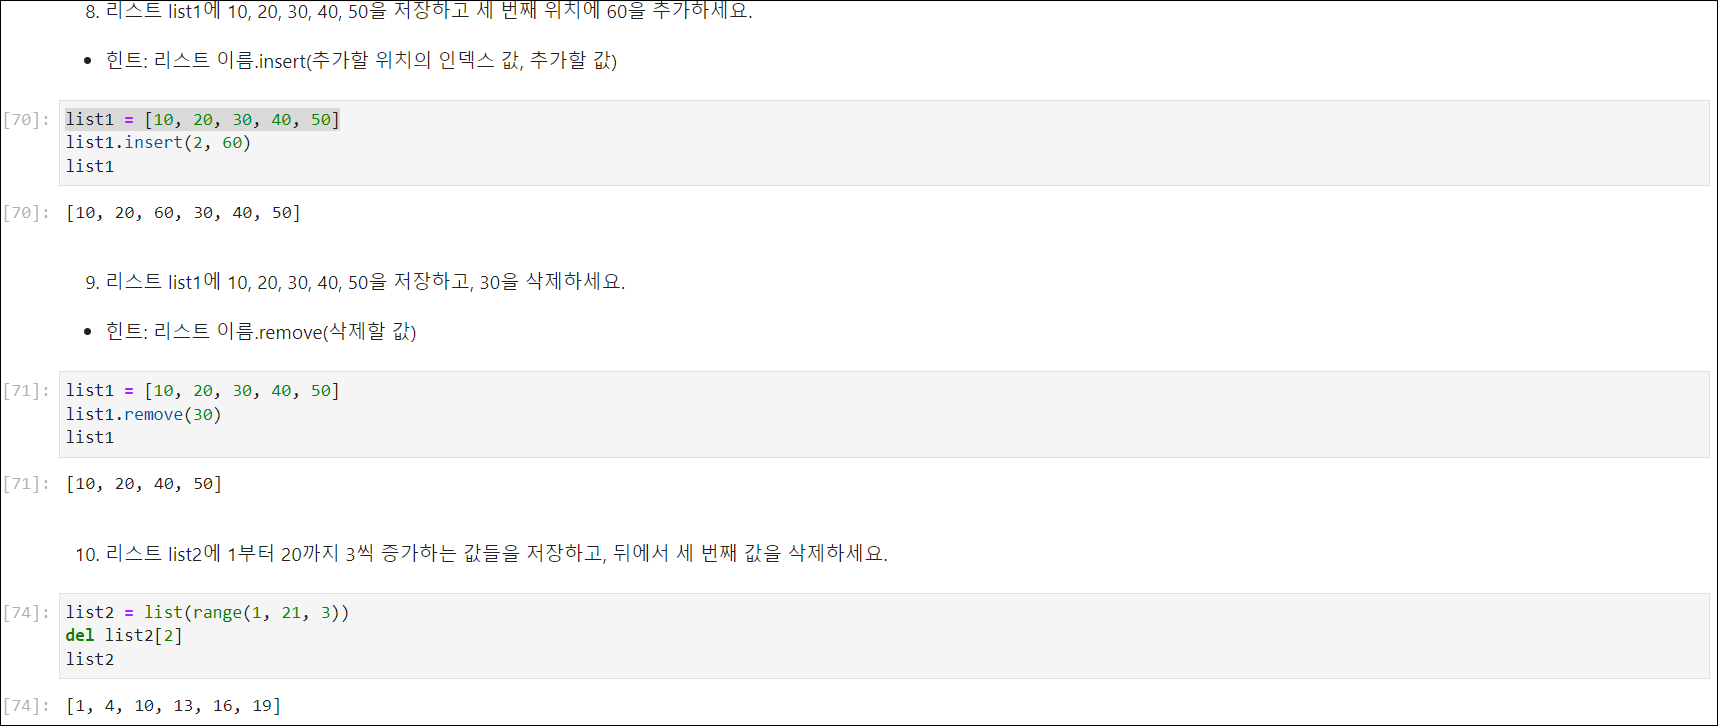 8. 리스트 list1에 10, 20, 30, 40, 50을 저장하고 세 번째 위치에 60을 추가하세요.
• 힌트: 리스트 이름.insert(추가할 위치의 인덱스 값, 추가할 값)
[70]: list1 = [10, 20, 30, 40, 50]
list1.insert(2, 60)
list1
[70]: [10, 20, 60, 30, 40, 50]
9. 리스트 list1에 10, 20, 30, 40, 50을 저장하고, 30을 삭제하세요.
• 힌트: 리스트 이름.remove(삭제할 값)
[71]: list1 = [10, 20, 30, 40, 50]
list1.remove(30)
list1
[71]: [10, 20, 40, 50]
10. 리스트 list2에 1부터 20까지 3씩 증가하는 값들을 저장하고, 뒤에서 세 번째 값을 삭제하세요.
[74]: list2 = list(range(1, 21, 3))
del list2[2]
list2
[74]: [1, 4, 10, 13, 16, 19]